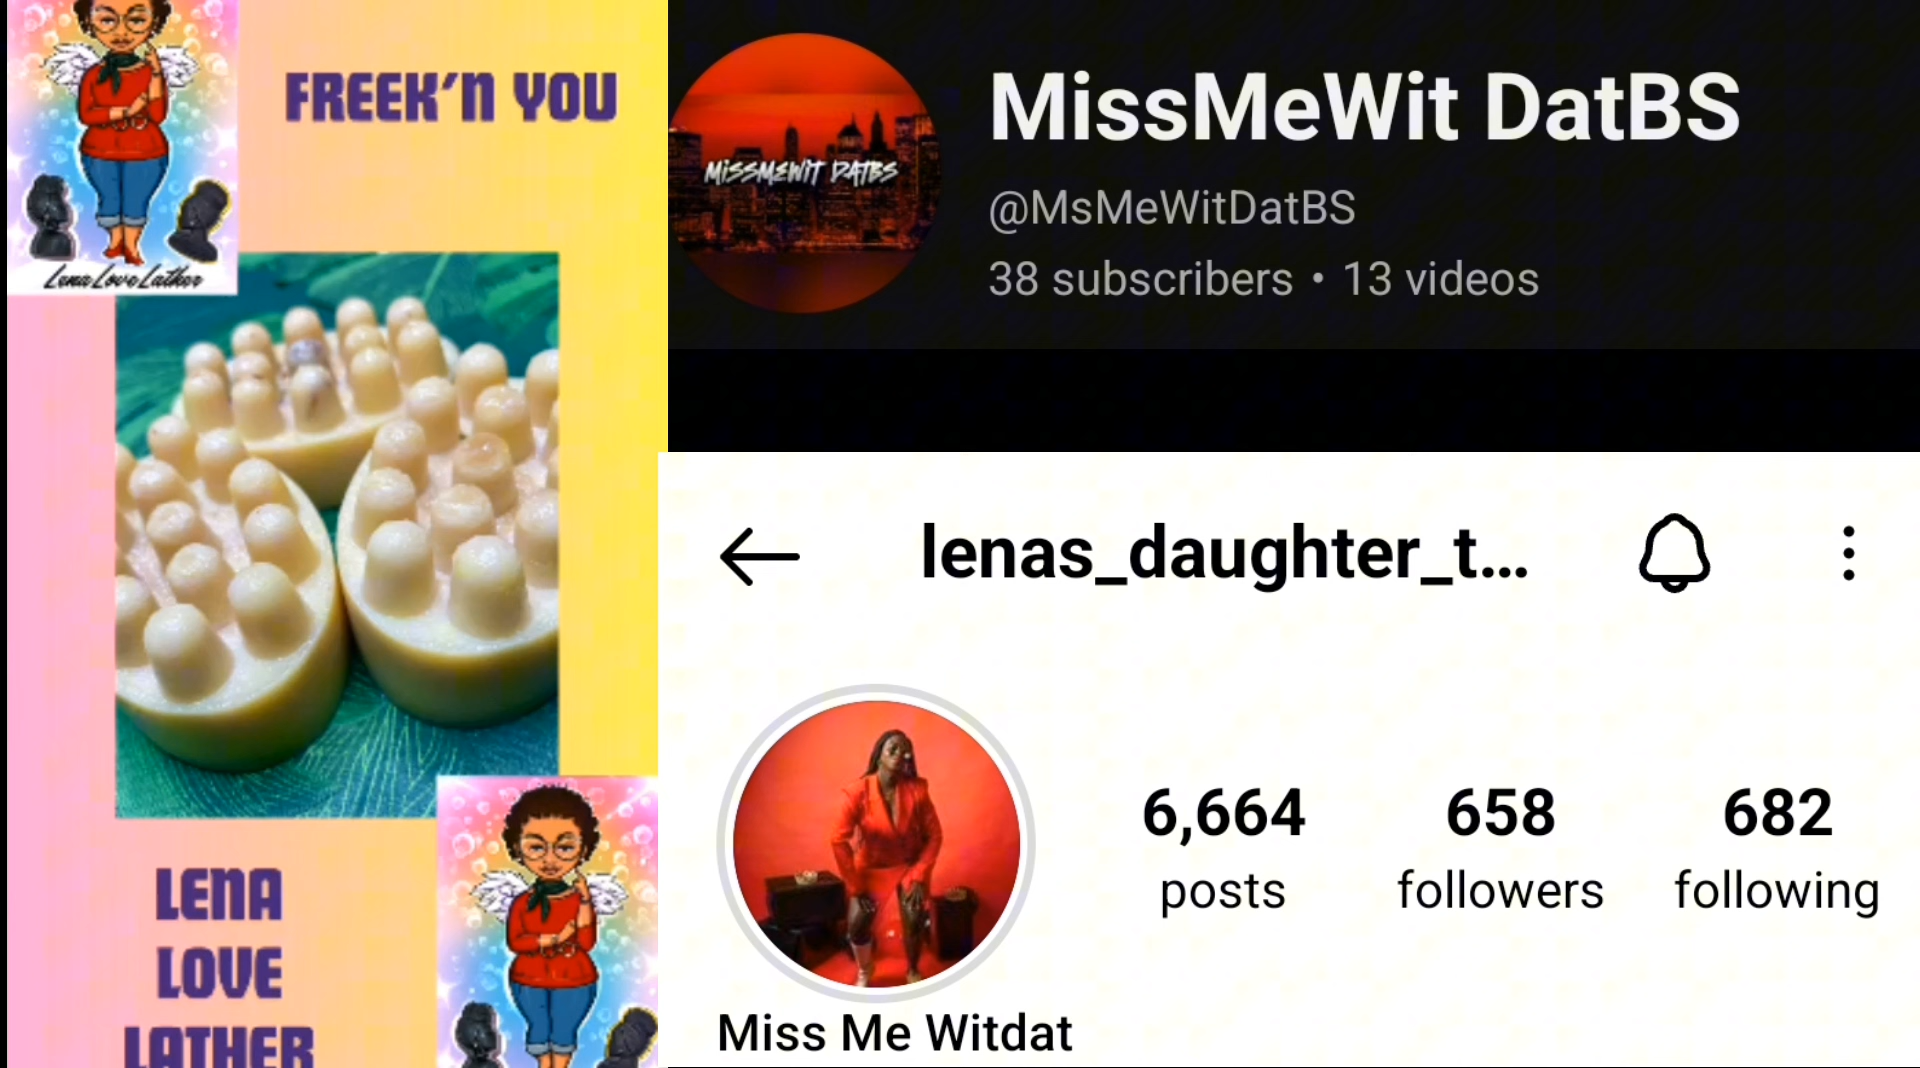 FREEK'N YOU
Lena Love Lather
LENA
LOVE
LATHER
MissMeWit DatBS
MISSMEWIT DATBS
@MsMeWitDatBS
38 subscribers • 13 videos
lenas_daughter_t...
6,664 658 682
posts followers following
Miss Me Witdat